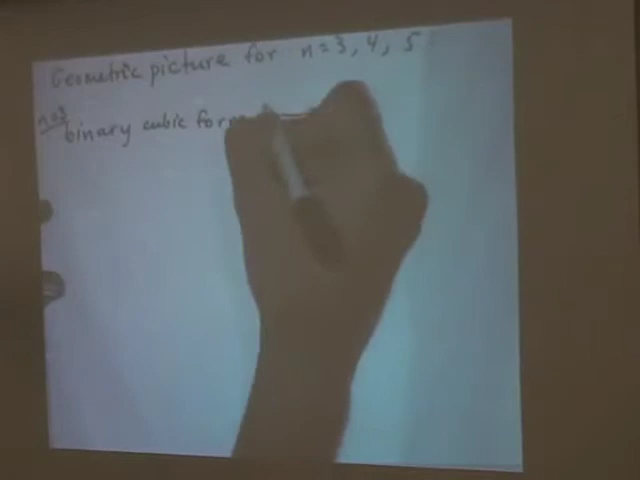 Geometric picture for n=3, 4, 5
n=3
binary cubic form